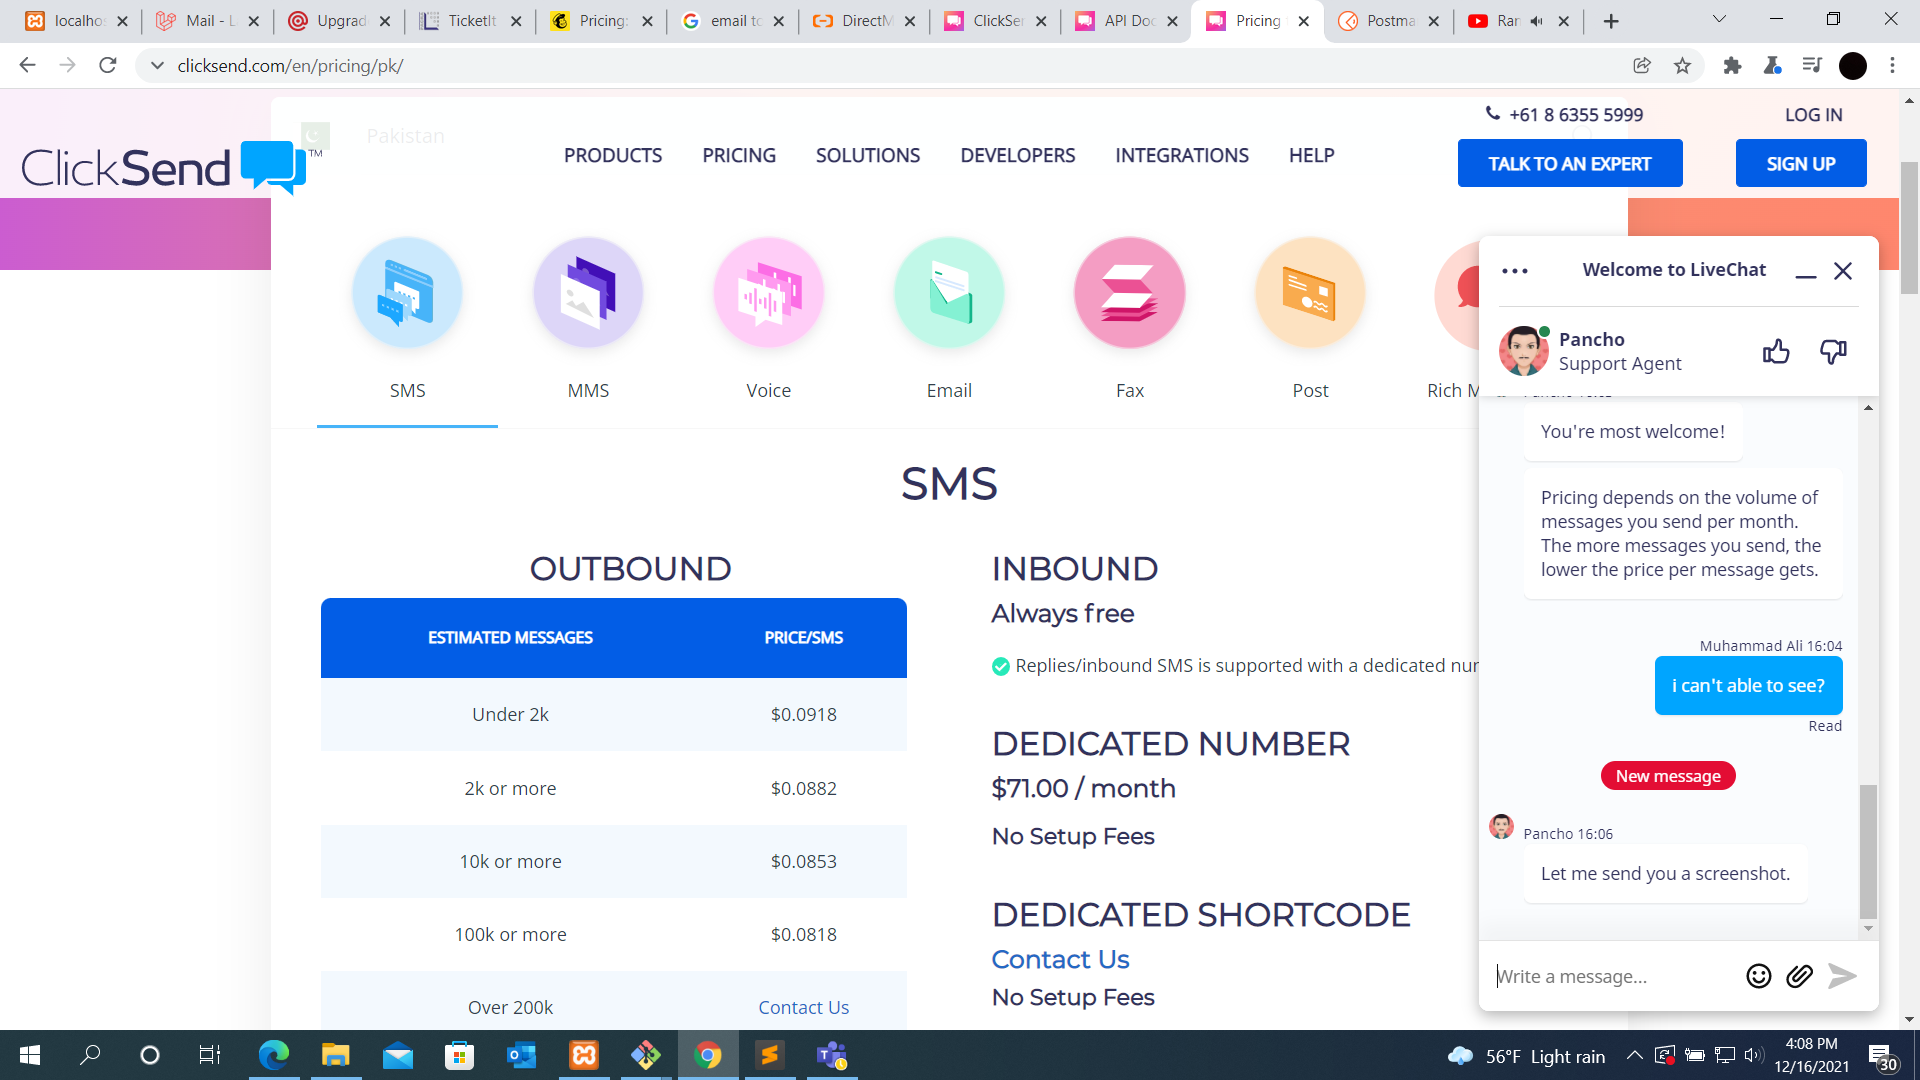 localhos
Mail - L
Upgrad
TicketIt
Pricing:
email to
DirectM
ClickSen
API Doc
Pricing
Postma
Ran
clicksend.com/en/pricing/pk/
Pakistan
ClickSend™
PRODUCTS
PRICING
SOLUTIONS
DEVELOPERS
INTEGRATIONS
HELP
+61 8 6355 5999
LOG IN
TALK TO AN EXPERT
SIGN UP
SMS
MMS
Voice
Email
Fax
Post
Rich M
SMS
OUTBOUND
ESTIMATED MESSAGES PRICE/SMS
Under 2k $0.0918
2k or more $0.0882
10k or more $0.0853
100k or more $0.0818
Over 200k Contact Us
INBOUND
Always free
Replies/inbound SMS is supported with a dedicated nur
DEDICATED NUMBER
$71.00 / month
No Setup Fees
DEDICATED SHORTCODE
Contact Us
No Setup Fees
Welcome to LiveChat
Pancho
Support Agent
You're most welcome!
Pricing depends on the volume of
messages you send per month.
The more messages you send, the
lower the price per message gets.
Muhammad Ali 16:04
i can't able to see?
Read
New message
Pancho 16:06
Let me send you a screenshot.
Write a message...
56°F Light rain
4:08 PM
12/16/2021
30